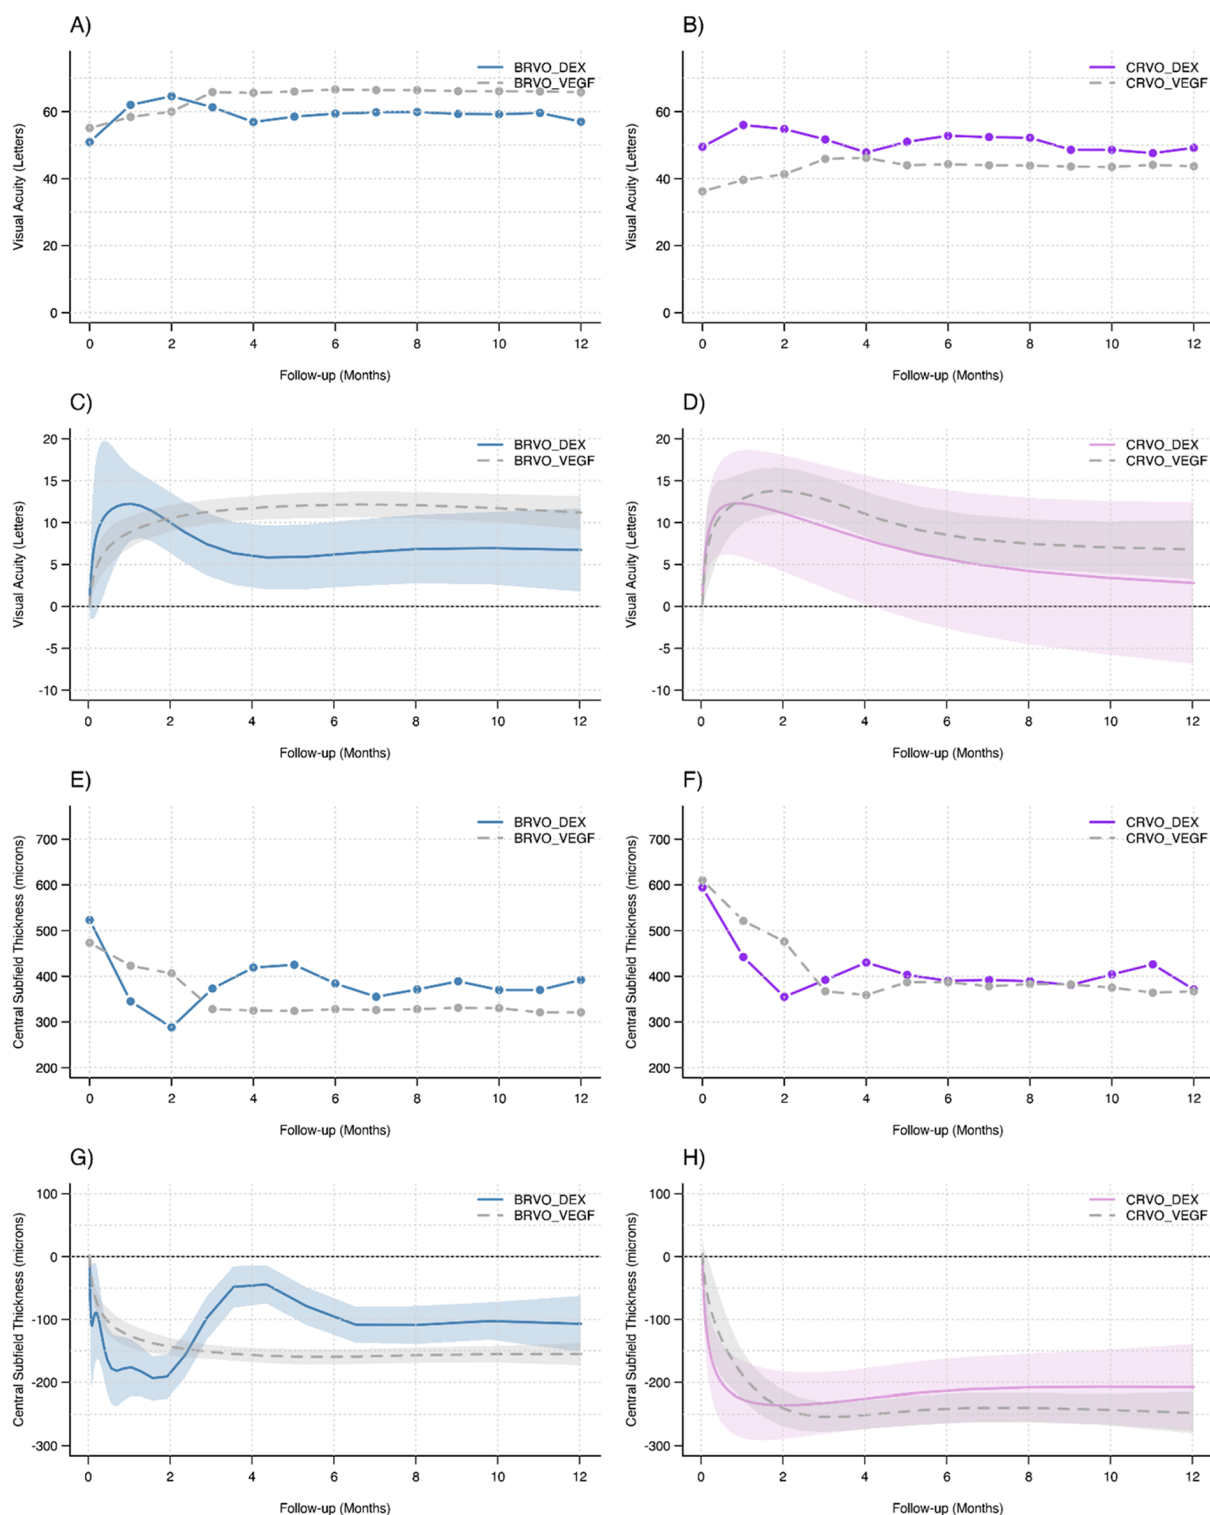 A)
BRVO_DEX
BRVO_VEGF
60
40
20
0
Visual Acuity (Letters)
0 2 4 6 8 10 12
Follow-up (Months)
B)
CRVO_DEX
CRVO_VEGF
60
40
20
0
Visual Acuity (Letters)
0 2 4 6 8 10 12
Follow-up (Months)
C)
BRVO_DEX
BRVO_VEGF
20
15
10
5
0
-5
-10
Visual Acuity (Letters)
0 2 4 6 8 10 12
Follow-up (Months)
D)
CRVO_DEX
CRVO_VEGF
20
15
10
5
0
-5
-10
Visual Acuity (Letters)
0 2 4 6 8 10 12
Follow-up (Months)
E)
BRVO_DEX
BRVO_VEGF
700
600
500
400
300
200
Central Subfield Thickness (microns)
0 2 4 6 8 10 12
Follow-up (Months)
F)
CRVO_DEX
CRVO_VEGF
700
600
500
400
300
200
Central Subfield Thickness (microns)
0 2 4 6 8 10 12
Follow-up (Months)
G)
BRVO_DEX
BRVO_VEGF
100
0
-100
-200
-300
Central Subfield Thickness (microns)
0 2 4 6 8 10 12
Follow-up (Months)
H)
CRVO_DEX
CRVO_VEGF
100
0
-100
-200
-300
Central Subfield Thickness (microns)
0 2 4 6 8 10 12
Follow-up (Months)